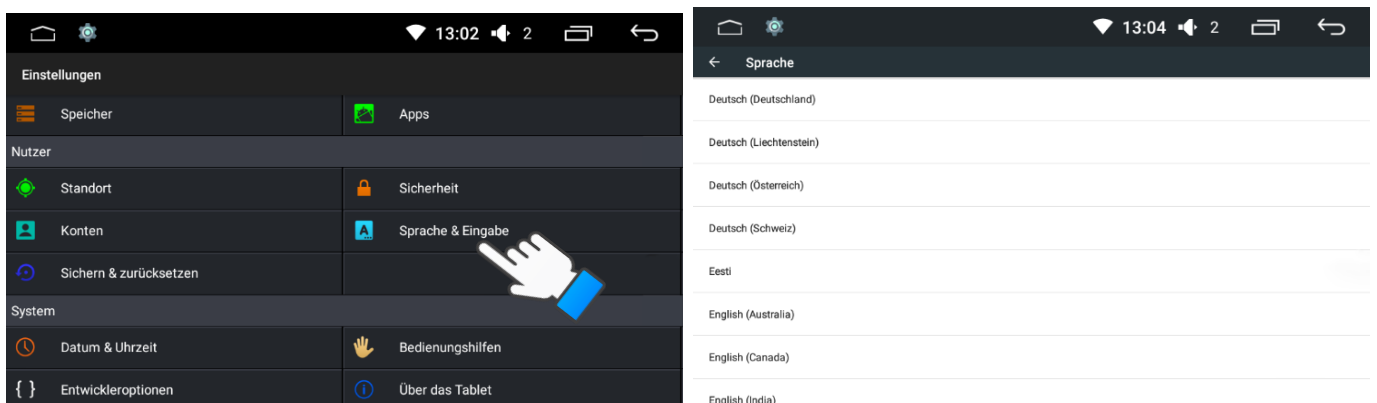 13:02 2
Einstellungen
Speicher Apps
Nutzer
Standort Sicherheit
Konten Sprache & Eingabe
Sichern & zurücksetzen
System
Datum & Uhrzeit Bedienungshilfen
{ } Entwickleroptionen Über das Tablet
13:04 2
Sprache
Deutsch (Deutschland)
Deutsch (Liechtenstein)
Deutsch (Österreich)
Deutsch (Schweiz)
Eesti
English (Australia)
English (Canada)
English (India)